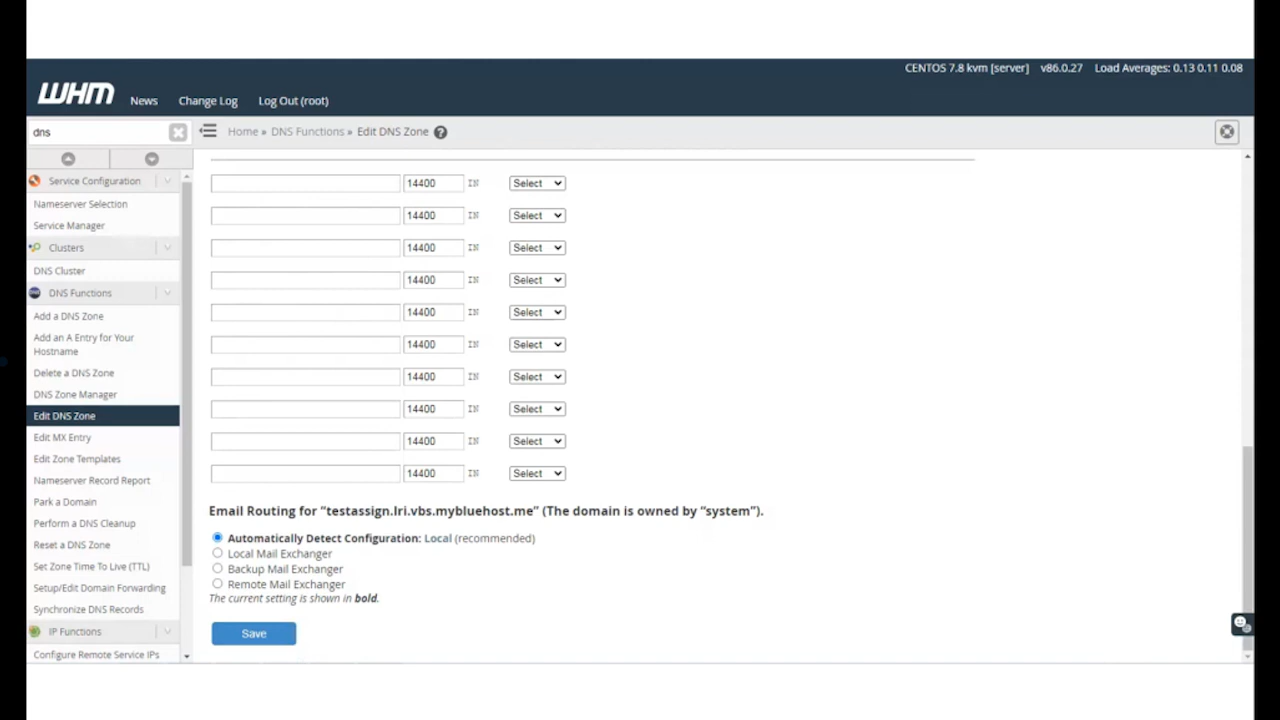 CENTOS 7.8 kvm [server] v86.0.27 Load Averages: 0.13 0.11 0.08
WHM News Change Log Log Out (root)
dns
Home » DNS Functions » Edit DNS Zone
Service Configuration
Nameserver Selection
Service Manager
Clusters
DNS Cluster
DNS Functions
Add a DNS Zone
Add an A Entry for Your
Hostname
Delete a DNS Zone
DNS Zone Manager
Edit DNS Zone
Edit MX Entry
Edit Zone Templates
Nameserver Record Report
Park a Domain
Perform a DNS Cleanup
Reset a DNS Zone
Set Zone Time To Live (TTL)
Setup/Edit Domain Forwarding
Synchronize DNS Records
IP Functions
Configure Remote Service IPs
14400 IN Select
14400 IN Select
14400 IN Select
14400 IN Select
14400 IN Select
14400 IN Select
14400 IN Select
14400 IN Select
14400 IN Select
14400 IN Select
Email Routing for “testassign.lri.vbs.mybluehost.me” (The domain is owned by “system”).
Automatically Detect Configuration: Local (recommended)
Local Mail Exchanger
Backup Mail Exchanger
Remote Mail Exchanger
The current setting is shown in bold.
Save